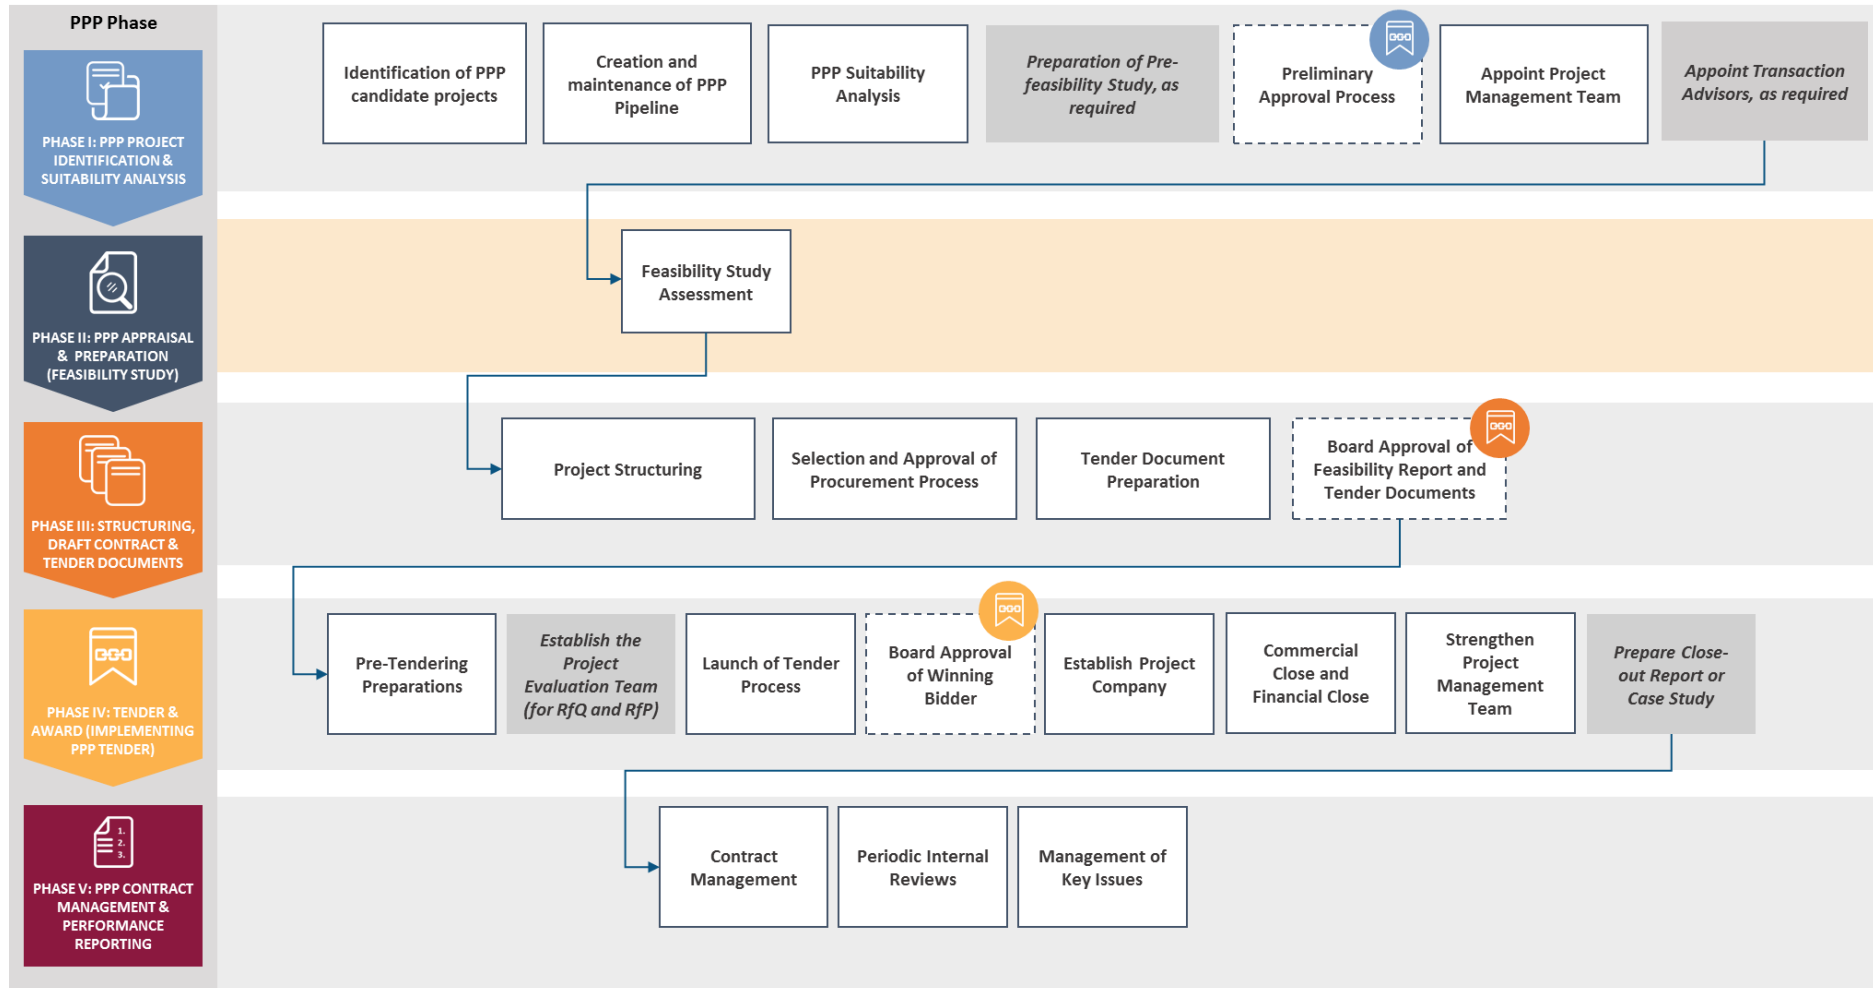 PPP Phase
PHASE I: PPP PROJECT
IDENTIFICATION &
SUITABILITY ANALYSIS
Identification of PPP
candidate projects
Creation and
maintenance of PPP
Pipeline
PPP Suitability
Analysis
Preparation of Pre-
feasibility Study, as
required
Preliminary
Approval Process
Appoint Project
Management Team
Appoint Transaction
Advisors, as required
PHASE II: PPP APPRAISAL
& PREPARATION
(FEASIBILITY STUDY)
Feasibility Study
Assessment
PHASE III: STRUCTURING,
DRAFT CONTRACT &
TENDER DOCUMENTS
Project Structuring
Selection and Approval of
Procurement Process
Tender Document
Preparation
Board Approval of
Feasibility Report and
Tender Documents
PHASE IV: TENDER &
AWARD (IMPLEMENTING
PPP TENDER)
Pre-Tendering
Preparations
Establish the
Project
Evaluation Team
(for RfQ and RfP)
Launch of Tender
Process
Board Approval
of Winning
Bidder
Establish Project
Company
Commercial
Close and
Financial Close
Strengthen
Project
Management
Team
Prepare Close-
out Report or
Case Study
1.
2.
3.
PHASE V: PPP CONTRACT
MANAGEMENT &
PERFORMANCE
REPORTING
Contract
Management
Periodic Internal
Reviews
Management of
Key Issues